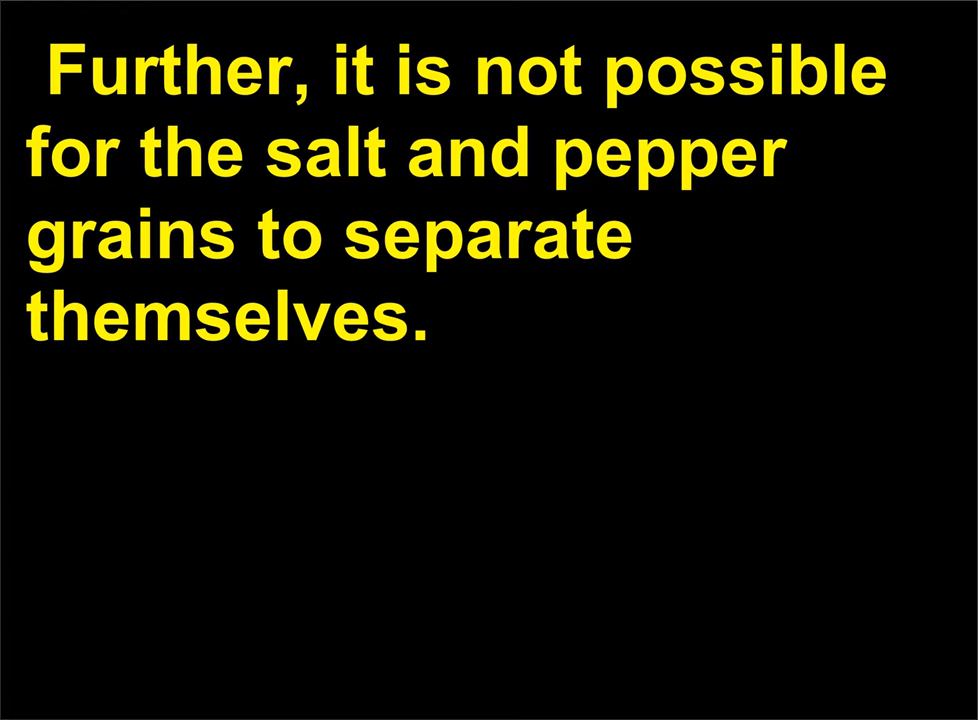 Further, it is not possible
for the salt and pepper
grains to separate
themselves.